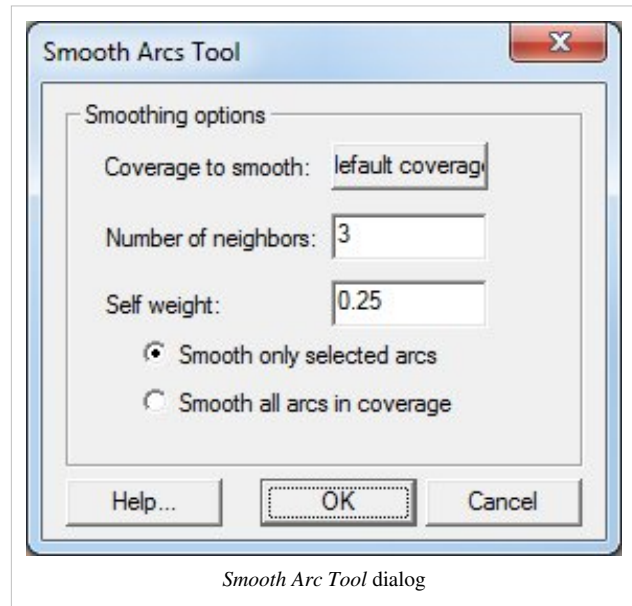 Smooth Arcs Tool
Smoothing options
Coverage to smooth: lefault coverag
Number of neighbors: 3
Self weight: 0.25
Smooth only selected arcs
Smooth all arcs in coverage
Help... OK Cancel
Smooth Arc Tool dialog